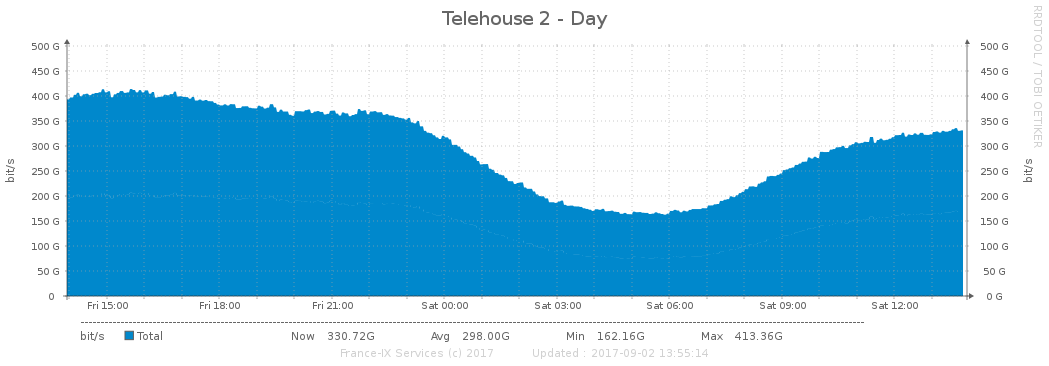 Telehouse 2 - Day
RRDTOOL / TOBI OETIKER
500 G 500 G
450 G 450 G
400 G 400 G
350 G 350 G
300 G 300 G
250 G 250 G
200 G 200 G
150 G 150 G
100 G 100 G
50 G 50 G
0 0 G
bit/s bit/s
Fri 15:00 Fri 18:00 Fri 21:00 Sat 00:00 Sat 03:00 Sat 06:00 Sat 09:00 Sat 12:00
bit/s Total Now 330.72G Avg 298.00G Min 162.16G Max 413.36G
France-IX Services (c) 2017 Updated : 2017-09-02 13:55:14